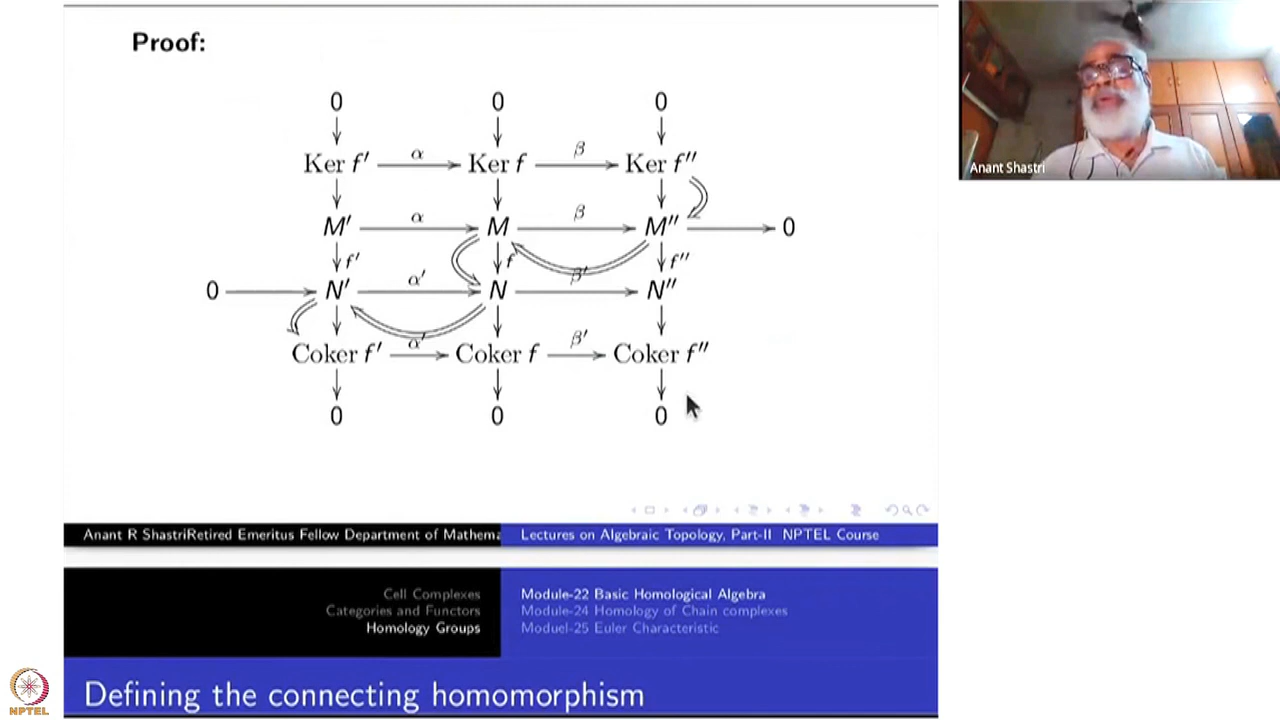 Proof:
0 0 0
α β
Ker f′ Ker f Ker f″
α β
M′ M M″ 0
f′ f f″
α′ β′
0 N′ N N″
α′ β′
Coker f′ Coker f Coker f″
0 0 0
Anant Shastri
Anant R ShastriRetired Emeritus Fellow Department of Mathema
Lectures on Algebraic Topology, Part-II NPTEL Course
Cell Complexes
Categories and Functors
Homology Groups
Module-22 Basic Homological Algebra
Module-24 Homology of Chain complexes
Moduel-25 Euler Characteristic
Defining the connecting homomorphism
NPTEL